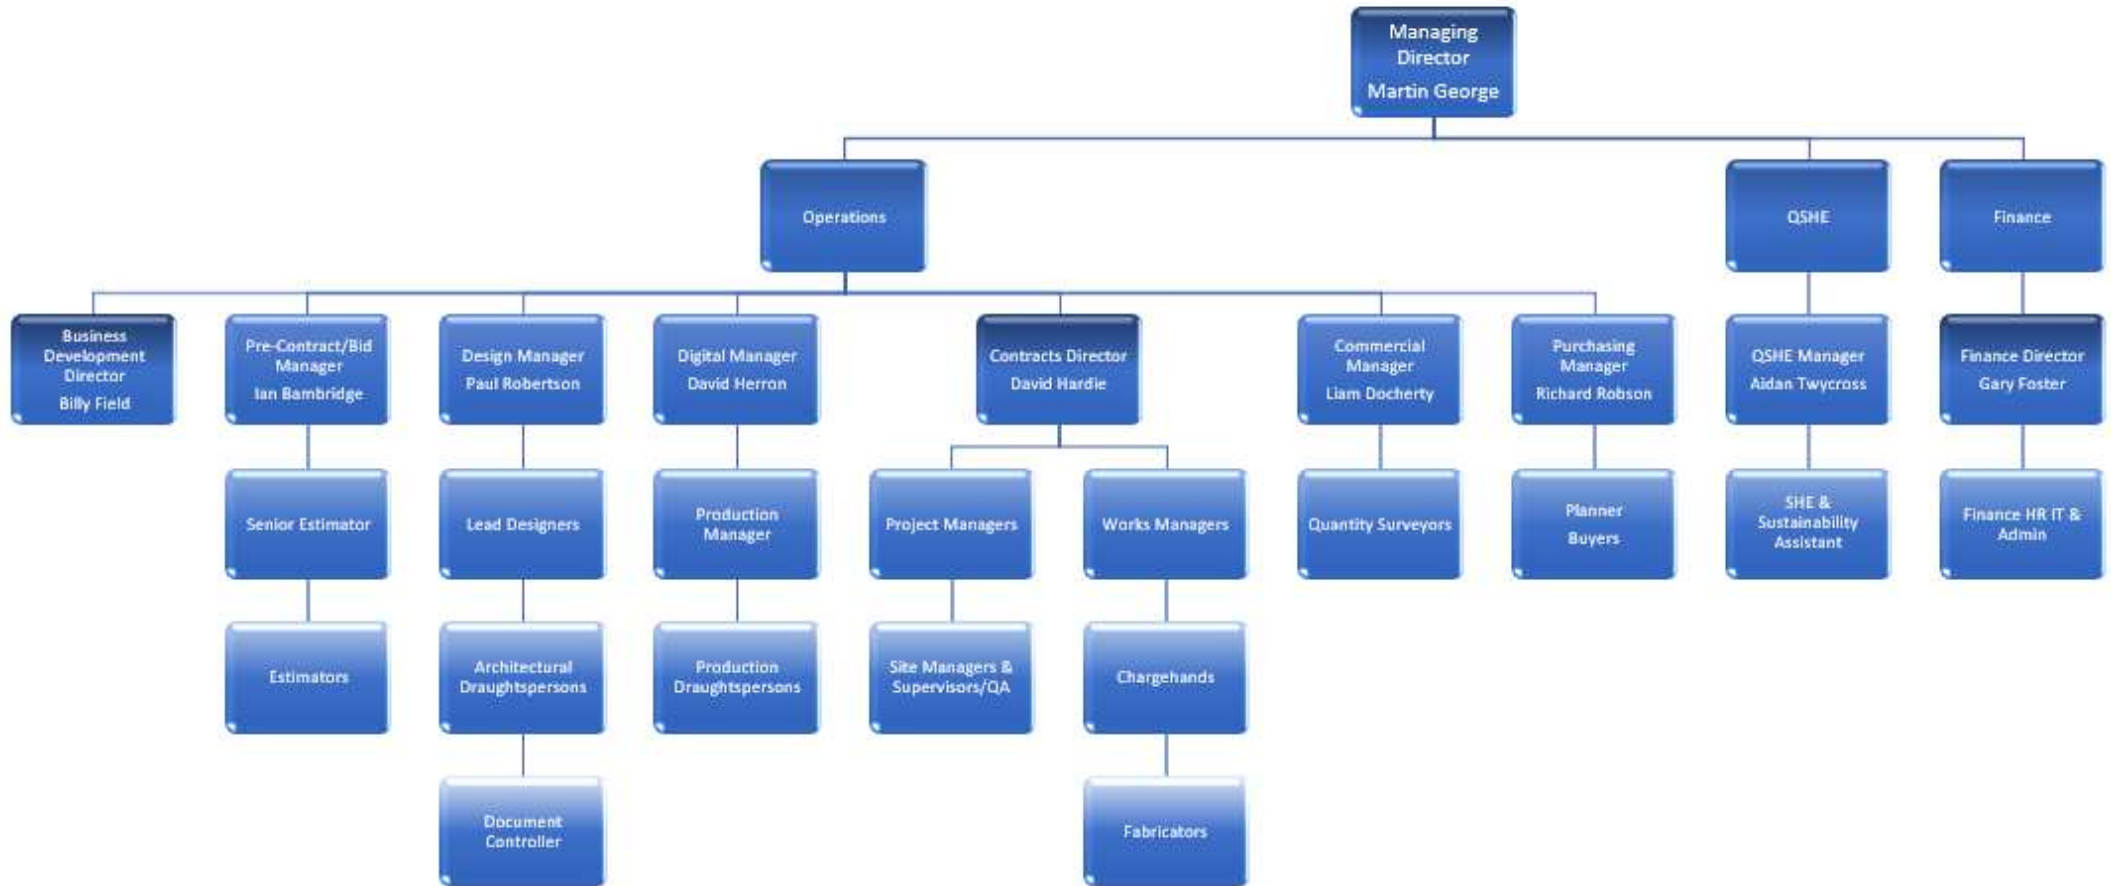 Managing
Director
Martin George
Operations
QSHE
Finance
Business
Development
Director
Billy Field
Pre-Contract/Bid
Manager
Ian Bambridge
Design Manager
Paul Robertson
Digital Manager
David Herron
Contracts Director
David Hardie
Commercial
Manager
Liam Docherty
Purchasing
Manager
Richard Robson
QSHE Manager
Aidan Twycross
Finance Director
Gary Foster
Senior Estimator
Lead Designers
Production
Manager
Project Managers
Works Managers
Quantity Surveyors
Planner
Buyers
SHE &
Sustainability
Assistant
Finance HR IT &
Admin
Estimators
Architectural
Draughtspersons
Production
Draughtspersons
Site Managers &
Supervisors/QA
Chargehands
Document
Controller
Fabricators